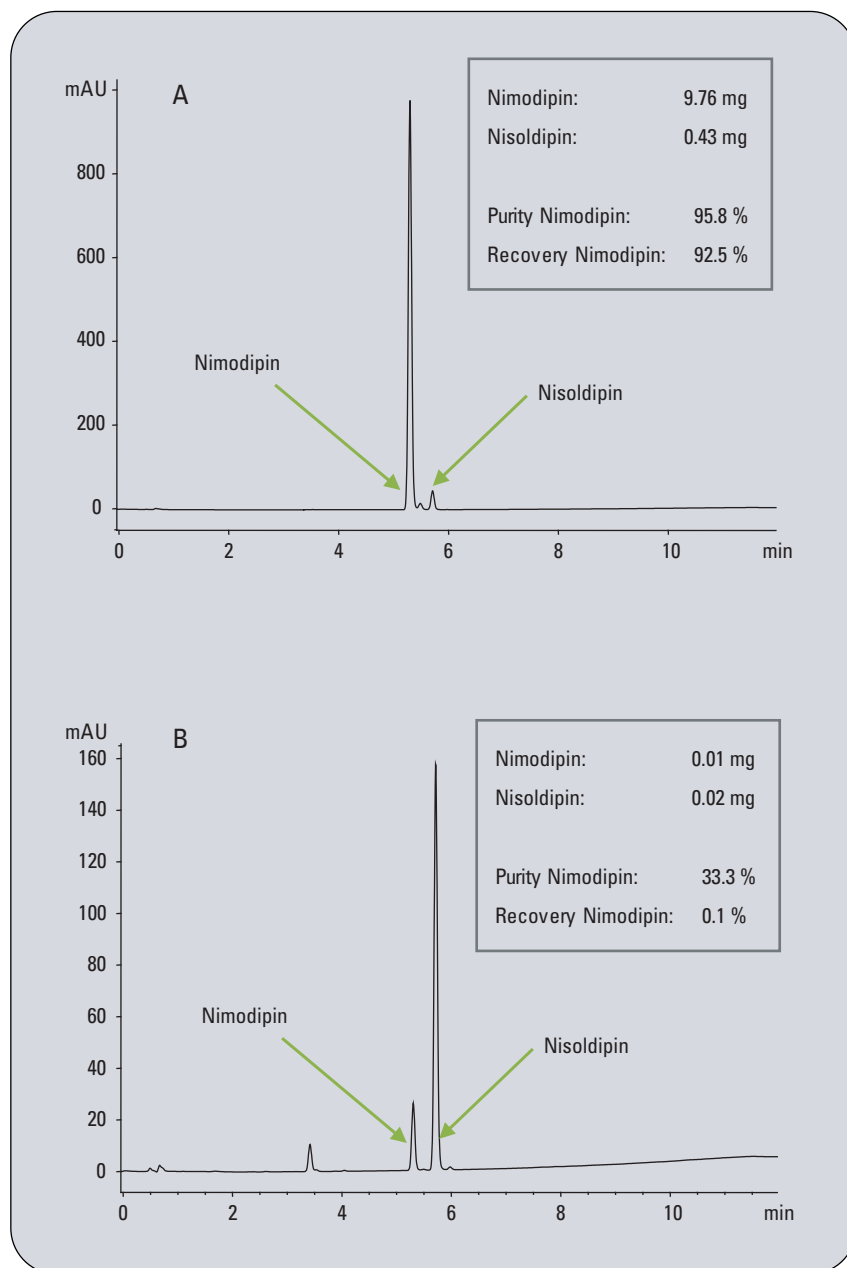 mAU
A
800
600
400
200
0
0 2 4 6 8 10 min
Nimodipin
Nisoldipin
Nimodipin: 9.76 mg
Nisoldipin: 0.43 mg
Purity Nimodipin: 95.8 %
Recovery Nimodipin: 92.5 %
mAU
B
160
140
120
100
80
60
40
20
0
0 2 4 6 8 10 min
Nimodipin
Nisoldipin
Nimodipin: 0.01 mg
Nisoldipin: 0.02 mg
Purity Nimodipin: 33.3 %
Recovery Nimodipin: 0.1 %